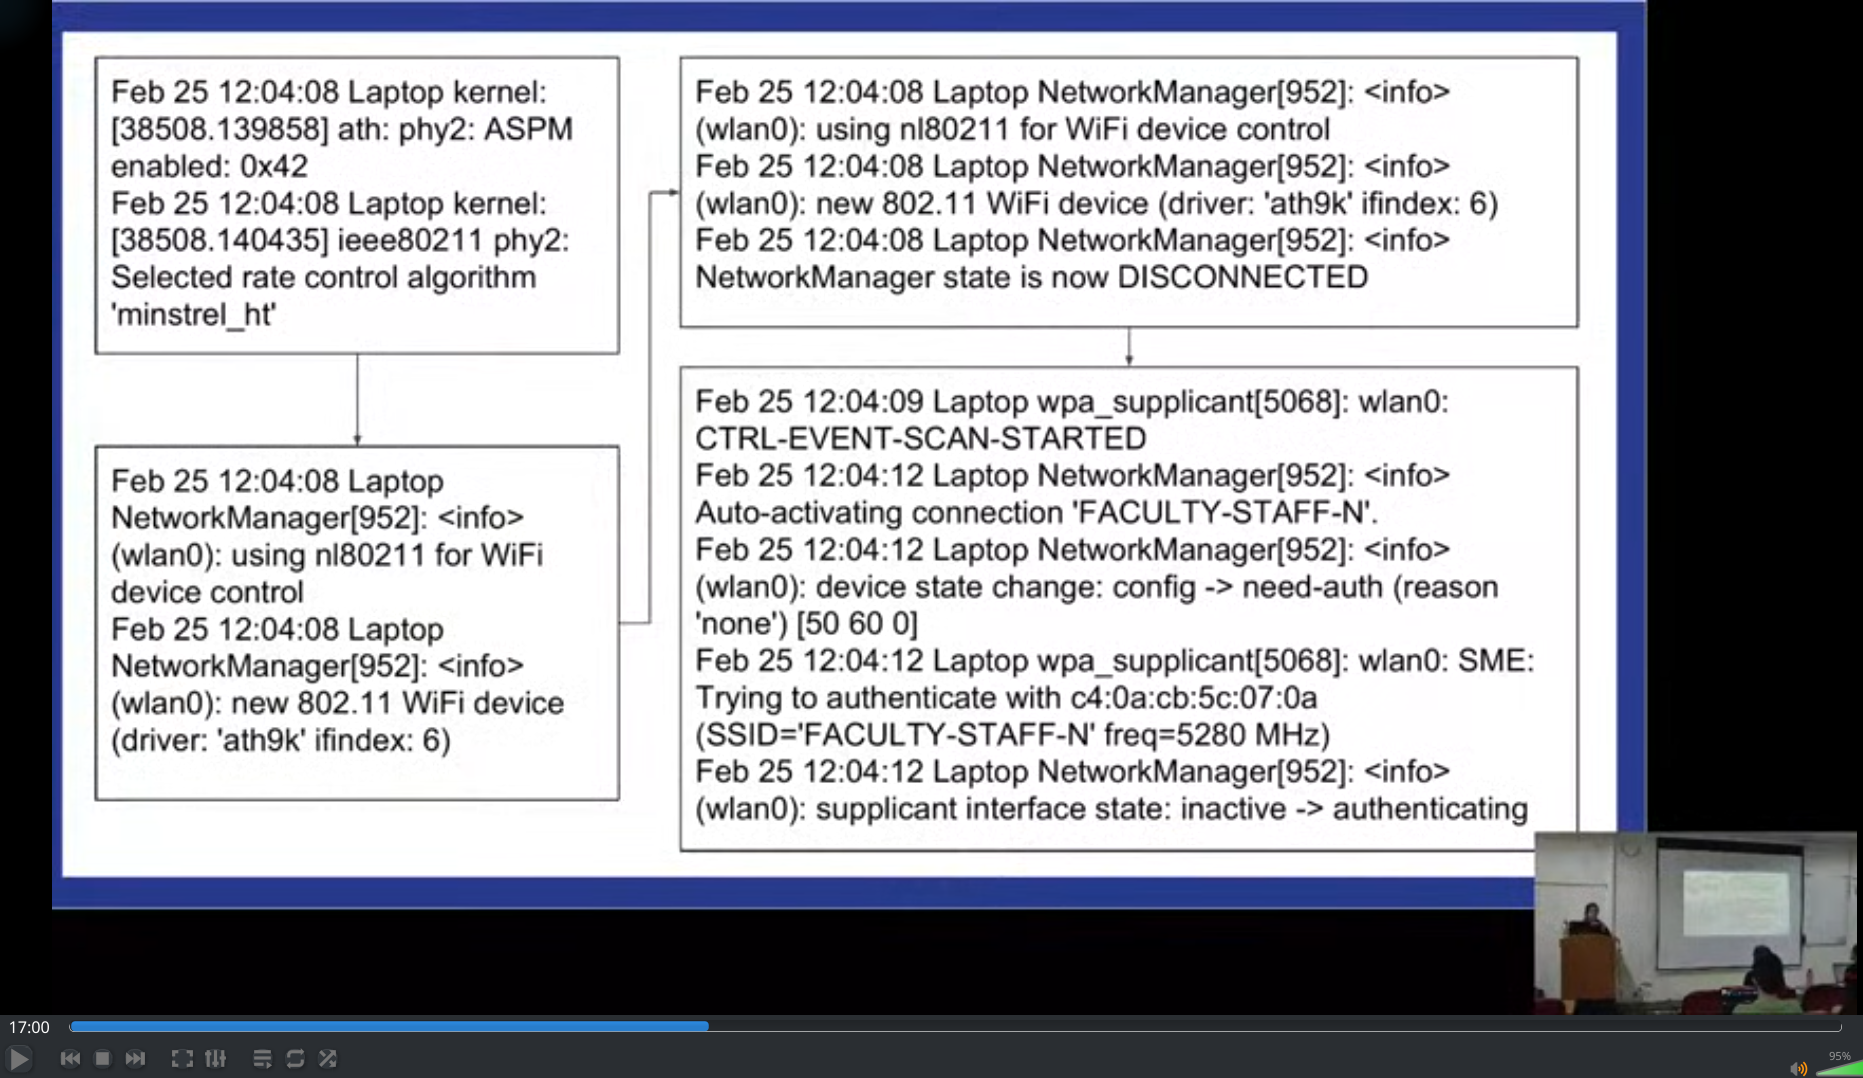 Feb 25 12:04:08 Laptop kernel:
[38508.139858] ath: phy2: ASPM
enabled: 0x42
Feb 25 12:04:08 Laptop kernel:
[38508.140435] ieee80211 phy2:
Selected rate control algorithm
'minstrel_ht'
Feb 25 12:04:08 Laptop
NetworkManager[952]: <info>
(wlan0): using nl80211 for WiFi
device control
Feb 25 12:04:08 Laptop
NetworkManager[952]: <info>
(wlan0): new 802.11 WiFi device
(driver: 'ath9k' ifindex: 6)
Feb 25 12:04:08 Laptop NetworkManager[952]: <info>
(wlan0): using nl80211 for WiFi device control
Feb 25 12:04:08 Laptop NetworkManager[952]: <info>
(wlan0): new 802.11 WiFi device (driver: 'ath9k' ifindex: 6)
Feb 25 12:04:08 Laptop NetworkManager[952]: <info>
NetworkManager state is now DISCONNECTED
Feb 25 12:04:09 Laptop wpa_supplicant[5068]: wlan0:
CTRL-EVENT-SCAN-STARTED
Feb 25 12:04:12 Laptop NetworkManager[952]: <info>
Auto-activating connection 'FACULTY-STAFF-N'.
Feb 25 12:04:12 Laptop NetworkManager[952]: <info>
(wlan0): device state change: config -> need-auth (reason
'none') [50 60 0]
Feb 25 12:04:12 Laptop wpa_supplicant[5068]: wlan0: SME:
Trying to authenticate with c4:0a:cb:5c:07:0a
(SSID='FACULTY-STAFF-N' freq=5280 MHz)
Feb 25 12:04:12 Laptop NetworkManager[952]: <info>
(wlan0): supplicant interface state: inactive -> authenticating
17:00
95%